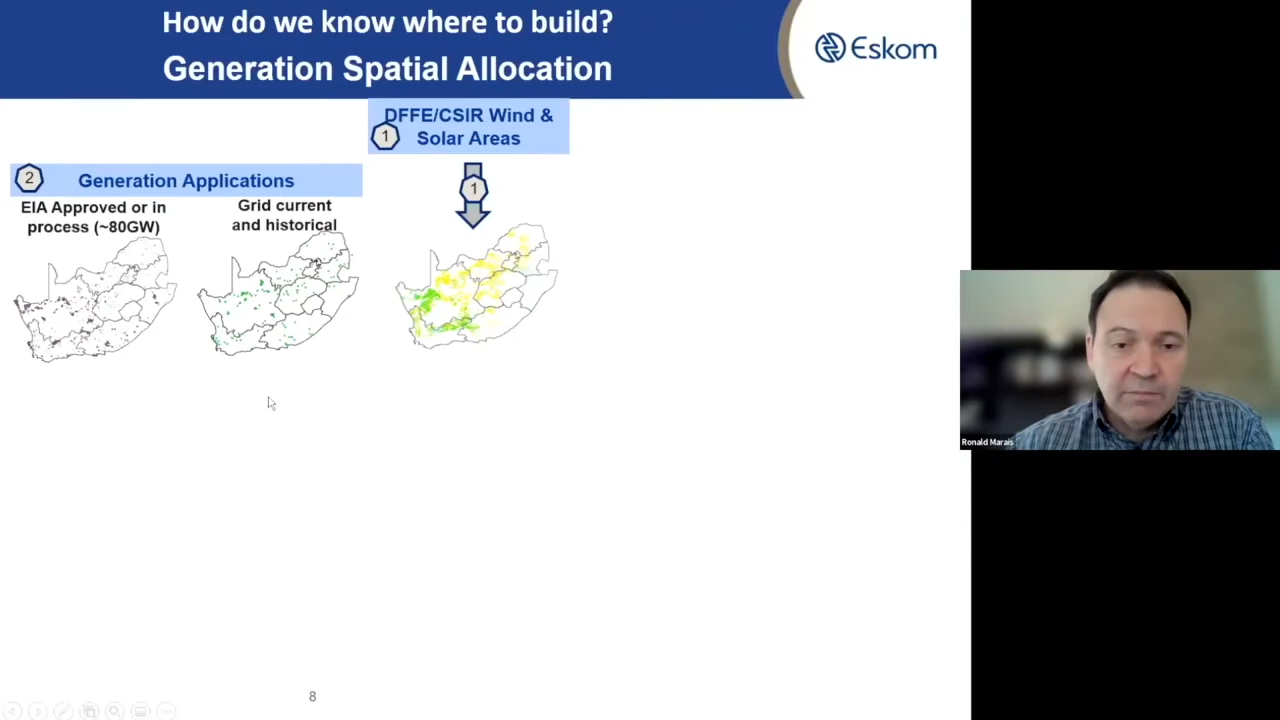 How do we know where to build?
Generation Spatial Allocation
Eskom
DFFE/CSIR Wind &
1
Solar Areas
2
Generation Applications
1
EIA Approved or in
process (~80GW)
Grid current
and historical
Ronald Marais
8